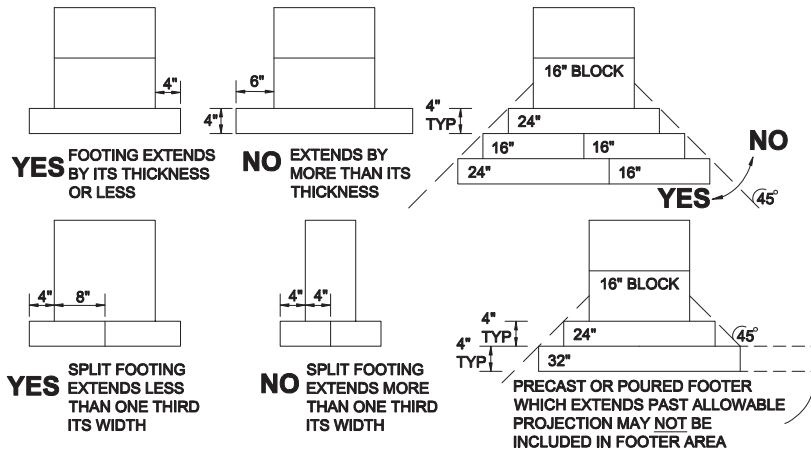 4"
4"
YES FOOTING EXTENDS
BY ITS THICKNESS
OR LESS
6"
4"
NO EXTENDS BY
MORE THAN ITS
THICKNESS
16" BLOCK
4"
TYP
24"
16" 16"
24" 16"
NO
YES
45°
4" 8"
YES SPLIT FOOTING
EXTENDS LESS
THAN ONE THIRD
ITS WIDTH
4" 4"
NO SPLIT FOOTING
EXTENDS MORE
THAN ONE THIRD
ITS WIDTH
16" BLOCK
4"
TYP
24"
45°
4"
TYP
32"
PRECAST OR POURED FOOTER
WHICH EXTENDS PAST ALLOWABLE
PROJECTION MAY NOT BE
INCLUDED IN FOOTER AREA